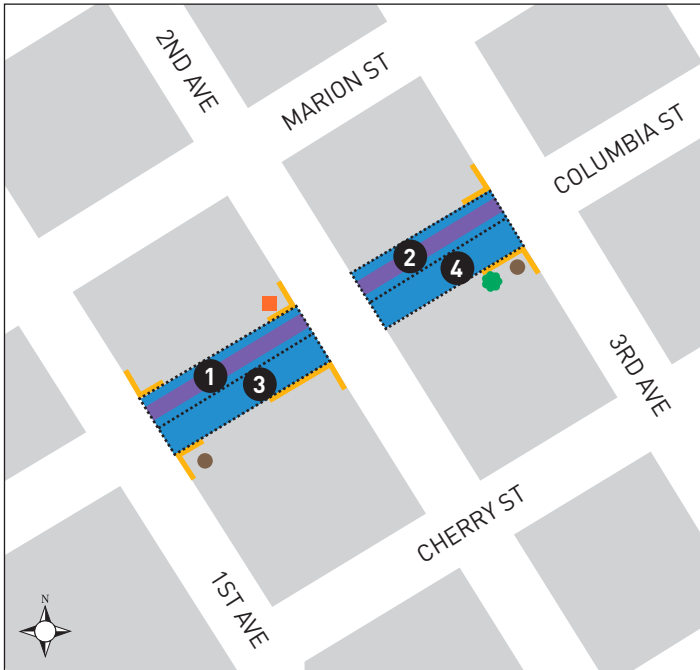 2ND AVE
MARION ST
COLUMBIA ST
2
4
1
3
3RD AVE
CHERRY ST
1ST AVE
N